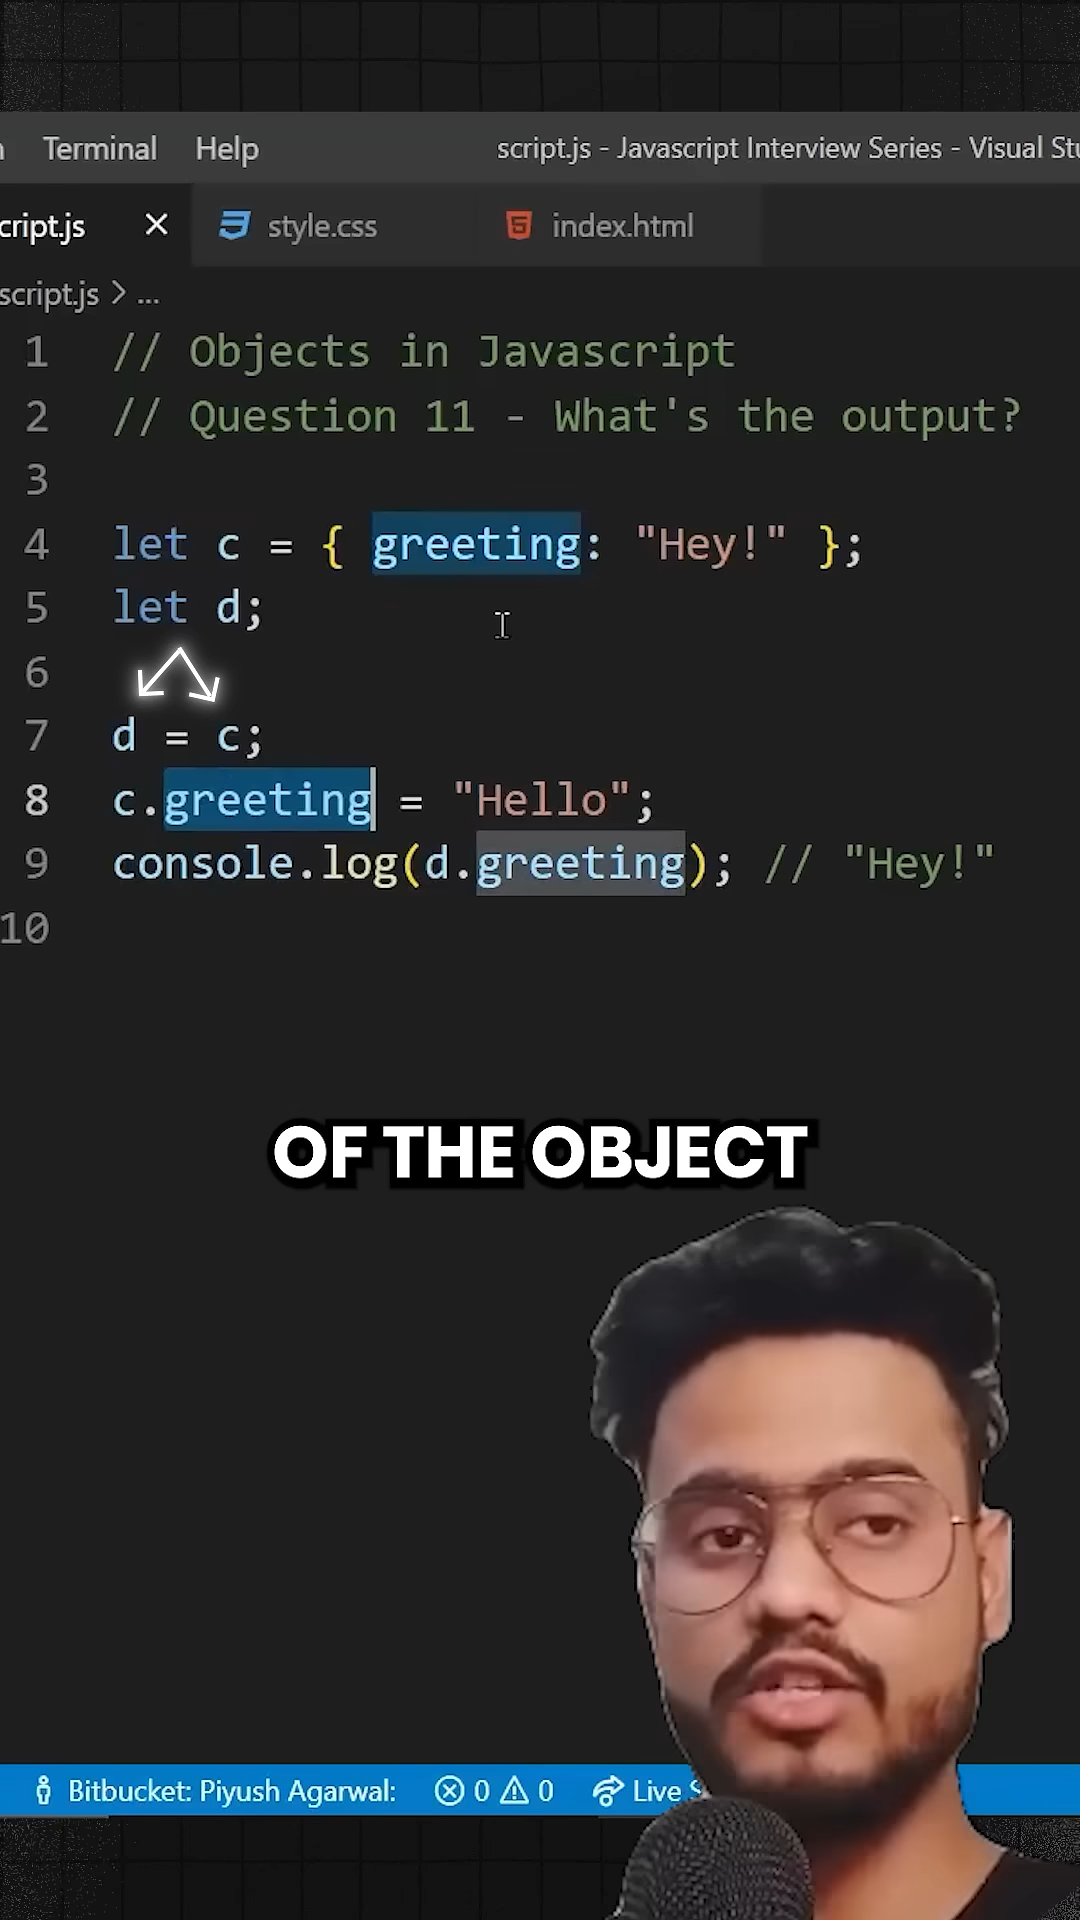 Terminal Help script.js - Javascript Interview Series - Visual
cript.js style.css index.html
script.js > ...
1 // Objects in Javascript
2 // Question 11 - What's the output?
3
4 let c = { greeting: "Hey!" };
5 let d;
6
7 d = c;
8 c.greeting = "Hello";
9 console.log(d.greeting); // "Hey!"
10
OF THE OBJECT
Bitbucket: Piyush Agarwal: 0 0 Live